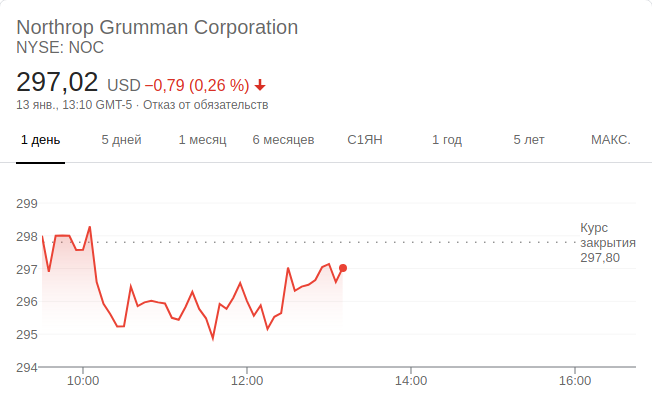 Northrop Grumman Corporation
NYSE: NOC
297,02 USD −0,79 (0,26 %)
13 янв., 13:10 GMT-5 · Отказ от обязательств
1 день 5 дней 1 месяц 6 месяцев С1ЯН 1 год 5 лет МАКС.
299
298
297
296
295
294
Курс
закрытия
297,80
10:00 12:00 14:00 16:00